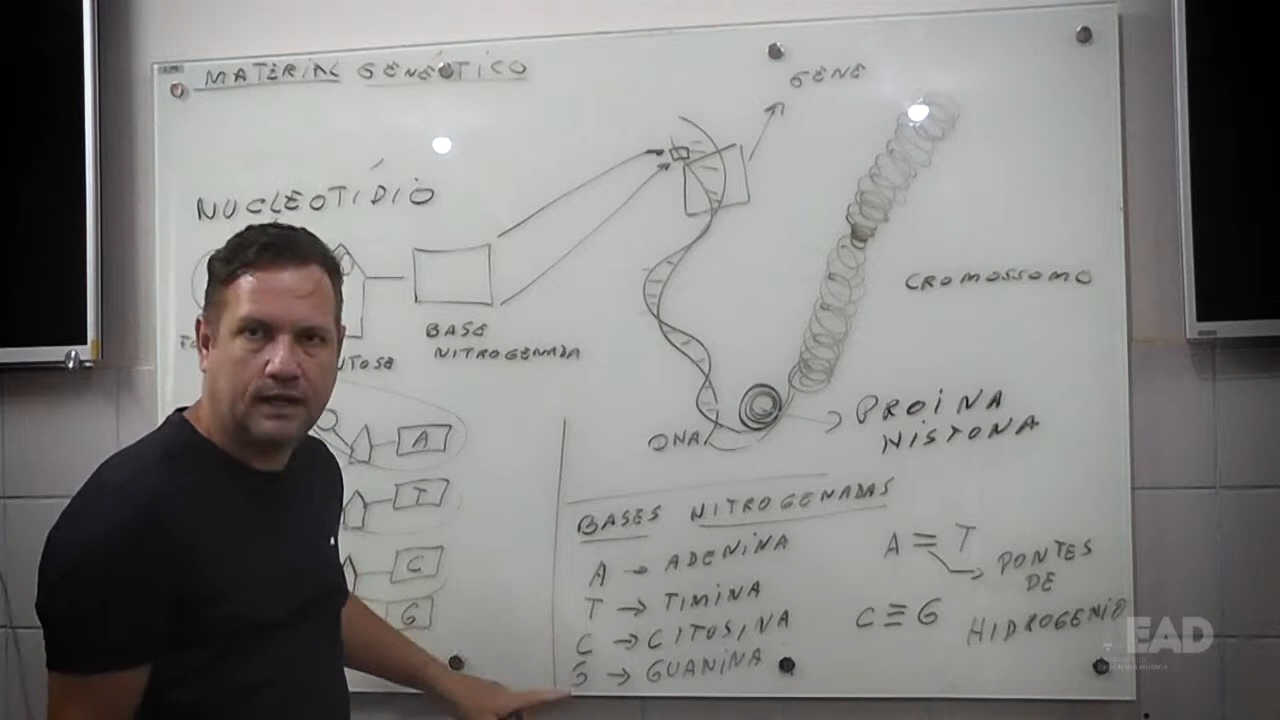 MATERIAL GENÉTICO
GENE
NUCLEOTÍDIO
CROMOSSOMO
BASE
NITROGENADA
PROINA
HISTONA
DNA
A
T
C
G
BASES NITROGENADAS
A → ADENINA
T → TIMINA
C → CITOSINA
G → GUANINA
A = T
PONTES
DE
HIDROGENIO
C ≡ G
EAD